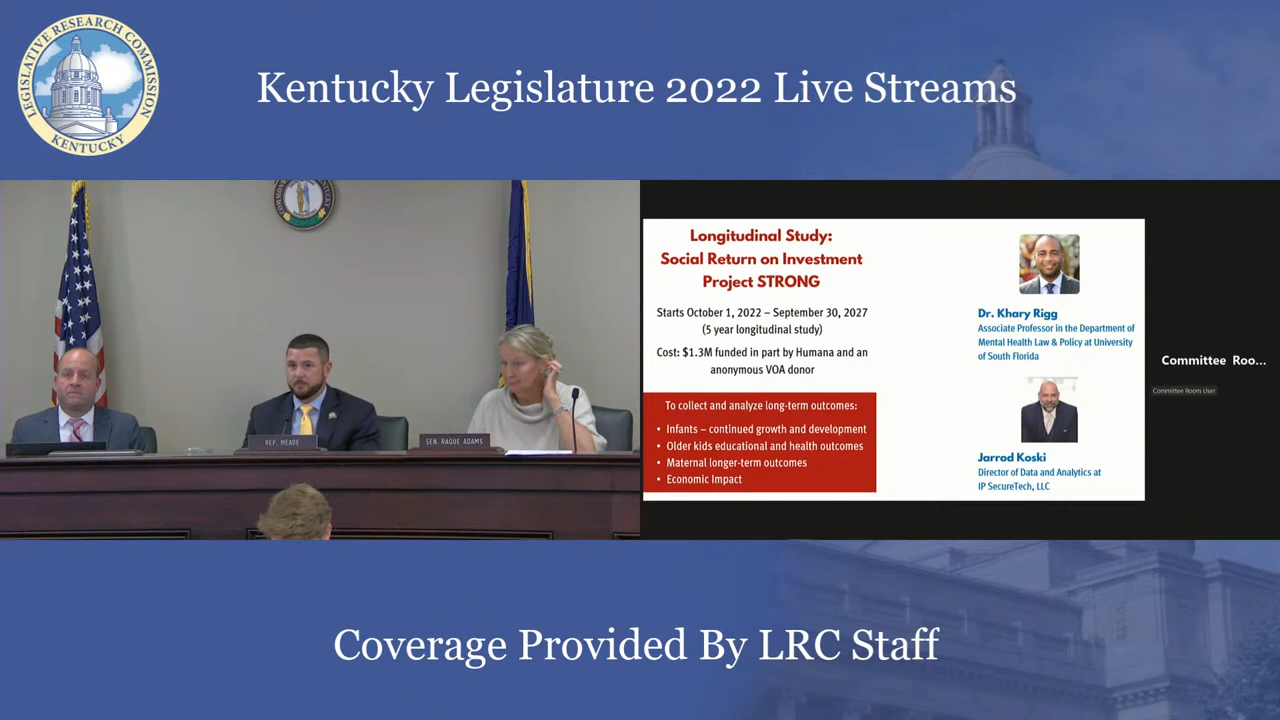 LEGISLATIVE RESEARCH COMMISSION
KENTUCKY
Kentucky Legislature 2022 Live Streams
REP. MEADE
SEN. RAQUE ADAMS
Longitudinal Study:
Social Return on Investment
Project STRONG
Starts October 1, 2022 – September 30, 2027
(5 year longitudinal study)
Cost: $1.3M funded in part by Humana and an
anonymous VOA donor
To collect and analyze long-term outcomes:
• Infants – continued growth and development
• Older kids educational and health outcomes
• Maternal longer-term outcomes
• Economic Impact
Dr. Khary Rigg
Associate Professor in the Department of
Mental Health Law & Policy at University
of South Florida
Jarrod Koski
Director of Data and Analytics at
IP SecureTech, LLC
Committee Roo...
Committee Room User
Coverage Provided By LRC Staff